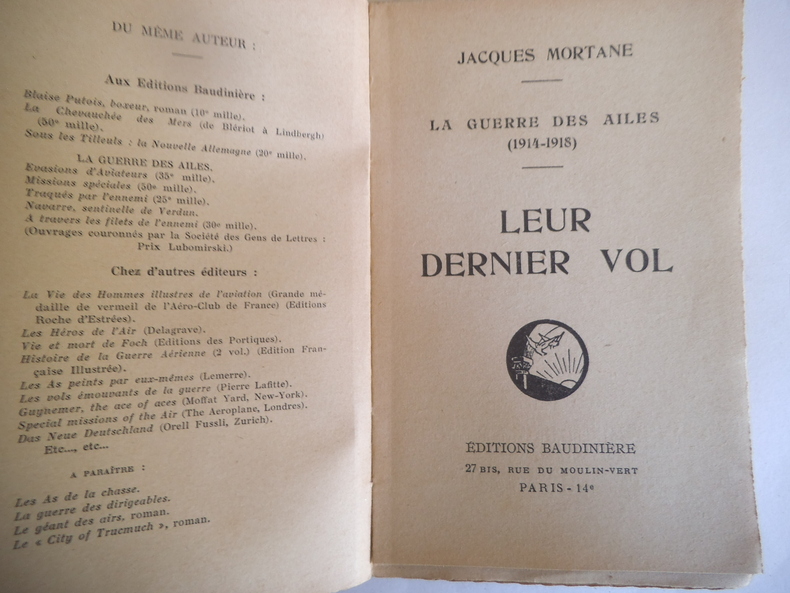 DU MÊME AUTEUR :
Aux Editions Baudinière :
Blaise Putois, boxeur, roman (10e mille).
La Chevauchée des Mers (de Blériot à Lindbergh)
(50e mille).
Sous les Tilleuls : la Nouvelle Allemagne (20e mille).
LA GUERRE DES AILES.
Evasions d'Aviateurs (35e mille).
Missions spéciales (50e mille).
Traqués par l'ennemi (25e mille).
Navarre, sentinelle de Verdun.
A travers les filets de l'ennemi (30e mille).
(Ouvrages couronnés par la Société des Gens de Lettres :
Prix Lubomirski.)
Chez d'autres éditeurs :
La Vie des Hommes illustres de l'aviation (Grande mé-
daille de vermeil de l'Aéro-Club de France) (Editions
Roche d'Estrées).
Les Héros de l'Air (Delagrave).
Vie et mort de Foch (Editions des Portiques).
Histoire de la Guerre Aérienne (2 vol.) (Edition Fran-
çaise Illustrée).
Les As peints par eux-mêmes (Lemerre).
Les vols émouvants de la guerre (Pierre Lafitte).
Guynemer, the ace of aces (Moffat Yard, New-York).
Special missions of the Air (The Aeroplane, Londres).
Das Neue Deutschland (Orell Fussli, Zurich).
Etc..., etc...
A PARAÎTRE :
Les As de la chasse.
La guerre des dirigeables.
Le géant des airs, roman.
Le « City of Trucmuch », roman.
JACQUES MORTANE
LA GUERRE DES AILES
(1914-1918)
LEUR
DERNIER VOL
ÉDITIONS BAUDINIÈRE
27 BIS, RUE DU MOULIN-VERT
PARIS - 14e